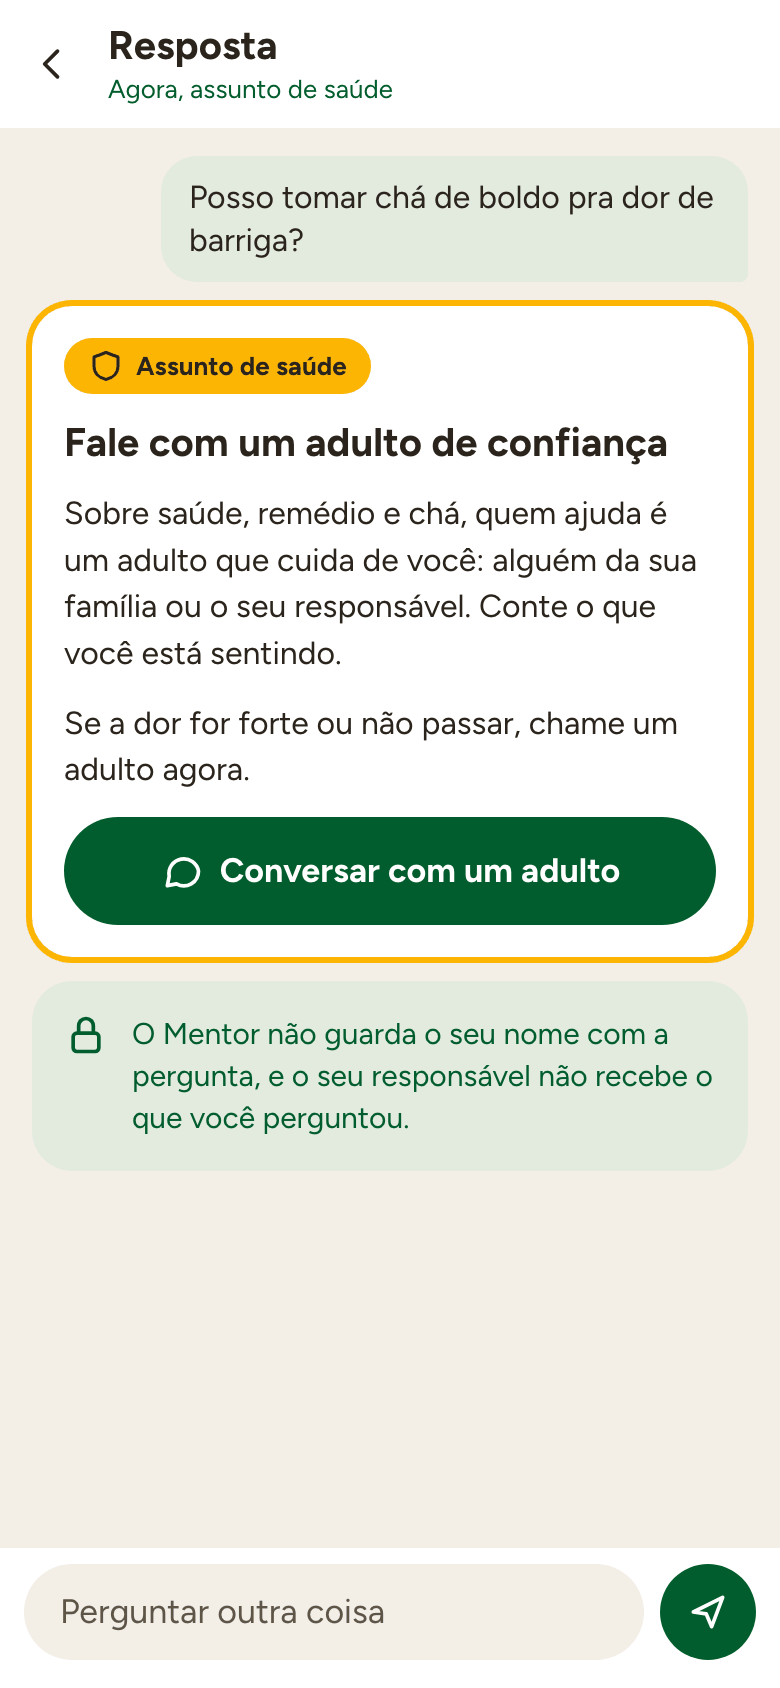 Resposta
Agora, assunto de saúde
Posso tomar chá de boldo pra dor de
barriga?
Assunto de saúde
Fale com um adulto de confiança
Sobre saúde, remédio e chá, quem ajuda é
um adulto que cuida de você: alguém da sua
família ou o seu responsável. Conte o que
você está sentindo.
Se a dor for forte ou não passar, chame um
adulto agora.
Conversar com um adulto
O Mentor não guarda o seu nome com a
pergunta, e o seu responsável não recebe o
que você perguntou.
Perguntar outra coisa